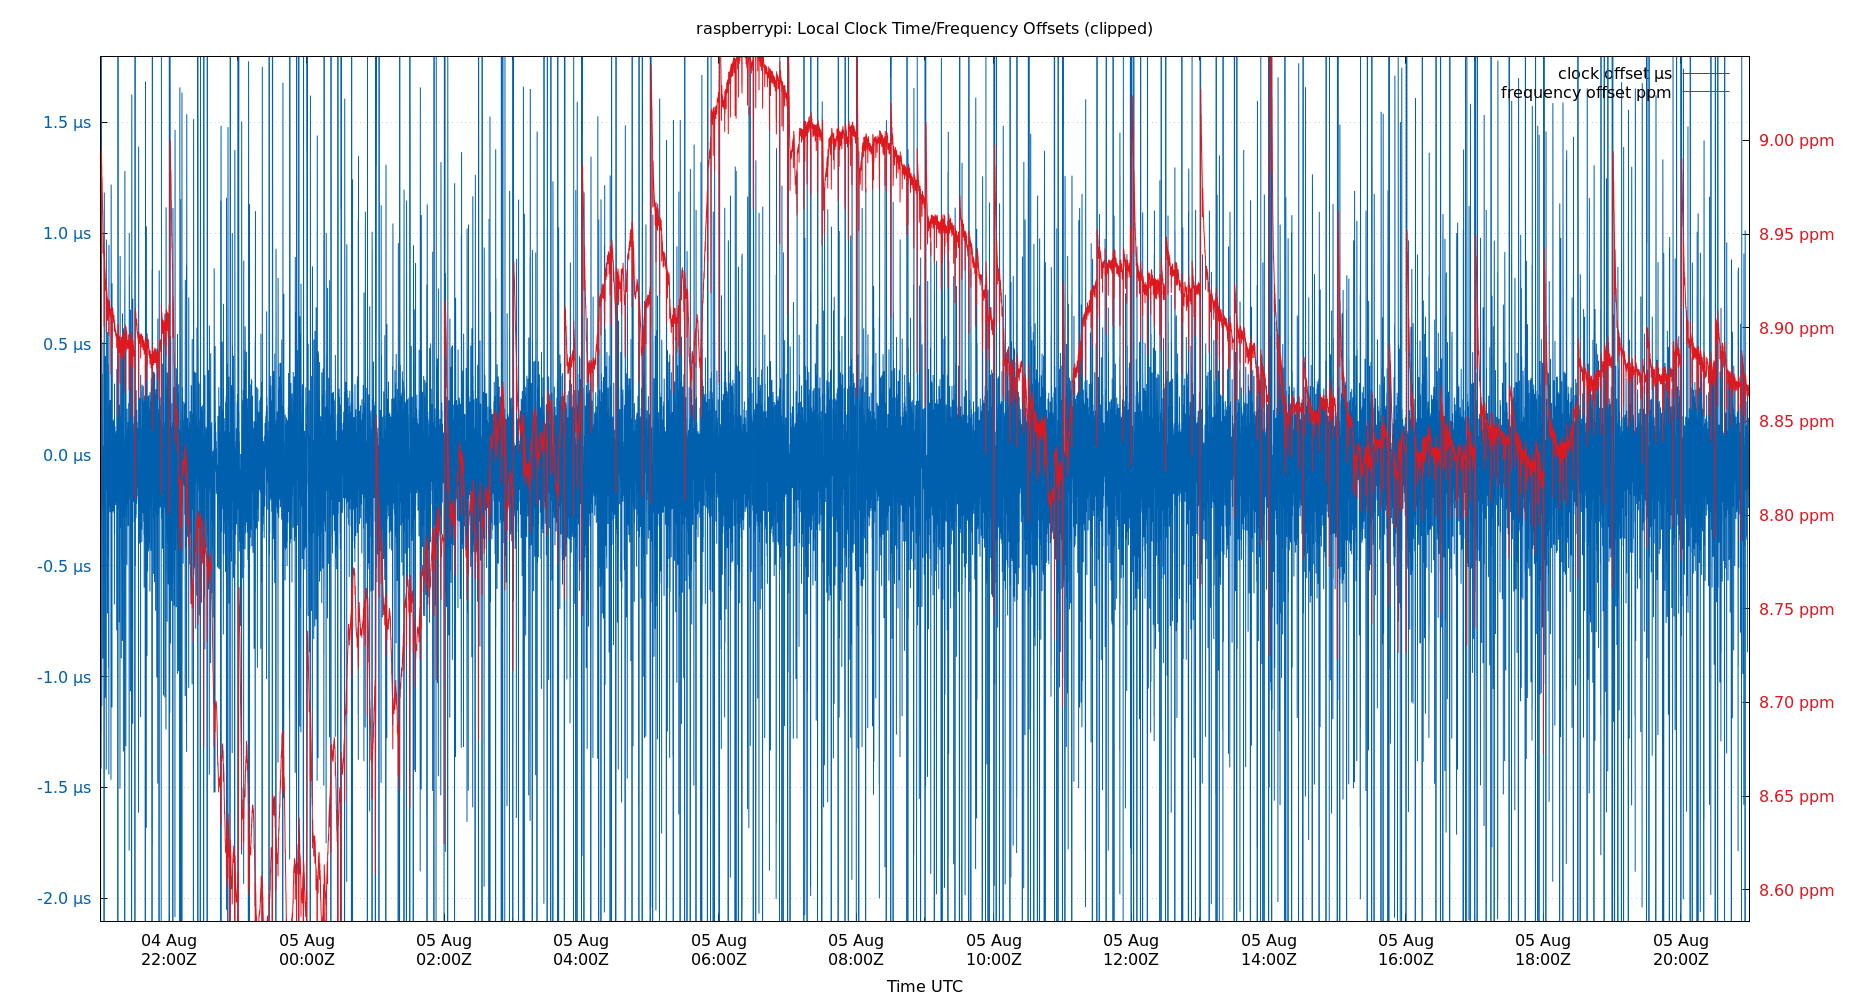 raspberrypi: Local Clock Time/Frequency Offsets (clipped)
clock offset µs
frequency offset ppm
1.5 µs
1.0 µs
0.5 µs
0.0 µs
-0.5 µs
-1.0 µs
-1.5 µs
-2.0 µs
9.00 ppm
8.95 ppm
8.90 ppm
8.85 ppm
8.80 ppm
8.75 ppm
8.70 ppm
8.65 ppm
8.60 ppm
04 Aug 05 Aug 05 Aug 05 Aug 05 Aug 05 Aug 05 Aug 05 Aug 05 Aug 05 Aug 05 Aug 05 Aug
22:00Z 00:00Z 02:00Z 04:00Z 06:00Z 08:00Z 10:00Z 12:00Z 14:00Z 16:00Z 18:00Z 20:00Z
Time UTC